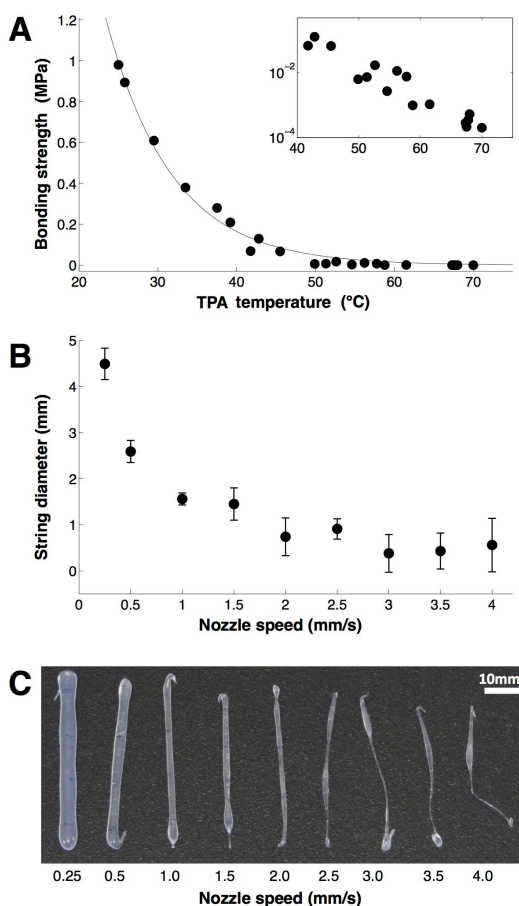 A
Bonding strength (MPa)
1.2
1
0.8
0.6
0.4
0.2
0
20 30 40 50 60 70
TPA temperature (°C)
10⁻²
10⁻⁴
40 50 60 70
B
String diameter (mm)
5
4
3
2
1
0
0 0.5 1 1.5 2 2.5 3 3.5 4
Nozzle speed (mm/s)
C
10mm
0.25 0.5 1.0 1.5 2.0 2.5 3.0 3.5 4.0
Nozzle speed (mm/s)